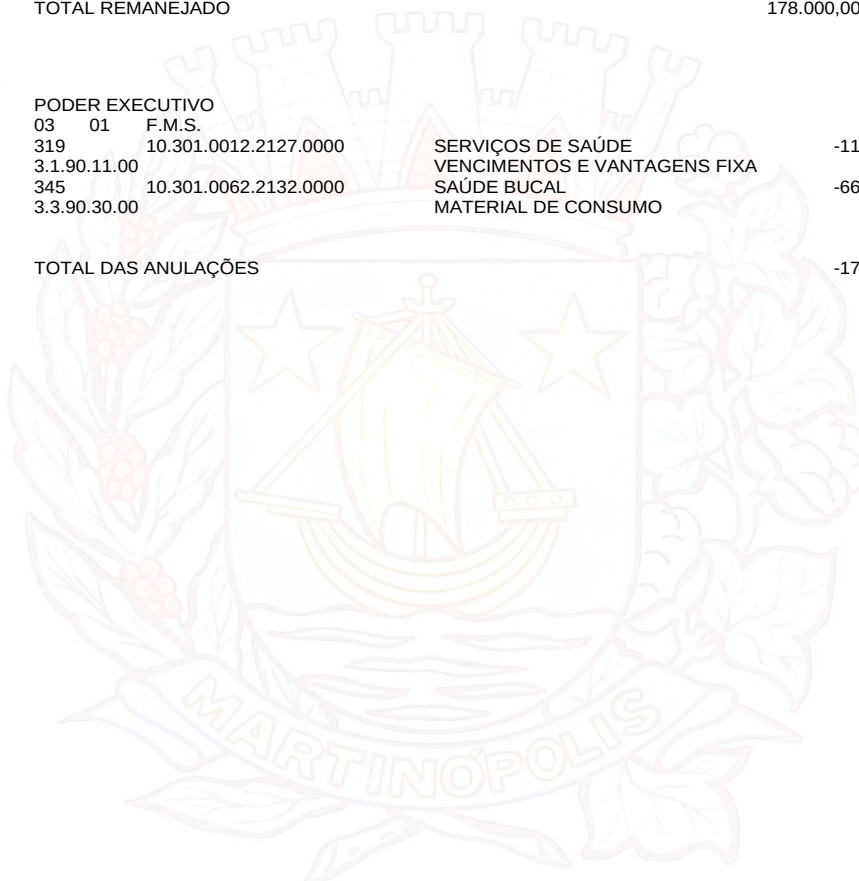 TOTAL REMANEJADO 178.000,00
PODER EXECUTIVO
03 01 F.M.S.
319 10.301.0012.2127.0000 SERVIÇOS DE SAÚDE -11
3.1.90.11.00 VENCIMENTOS E VANTAGENS FIXA
345 10.301.0062.2132.0000 SAÚDE BUCAL -66
3.3.90.30.00 MATERIAL DE CONSUMO
TOTAL DAS ANULAÇÕES -17
MARTINÓPOLIS